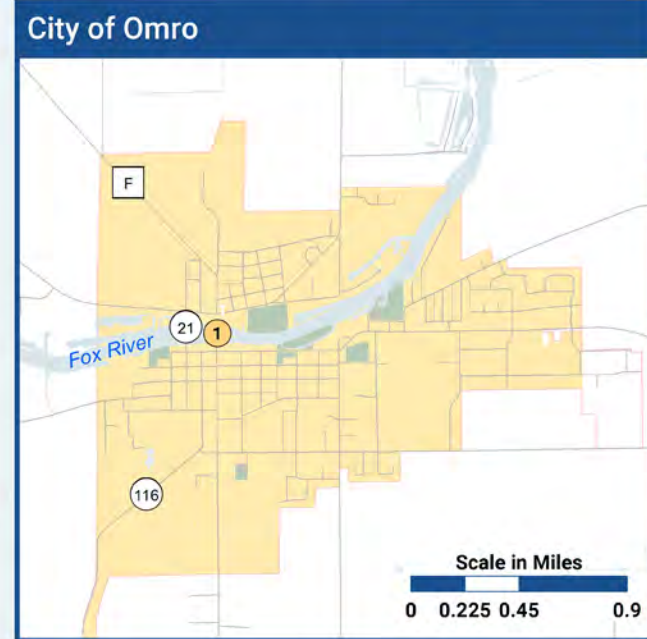 City of Omro
F
21
1
Fox River
116
Scale in Miles
0 0.225 0.45 0.9